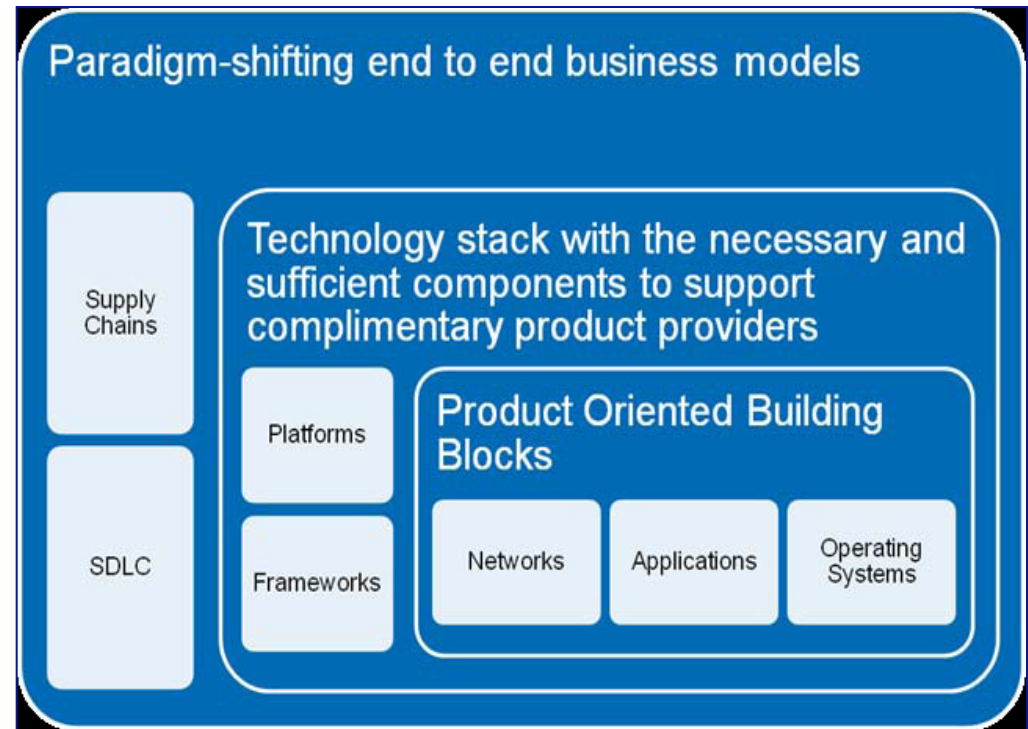 Paradigm-shifting end to end business models
Supply
Chains
SDLC
Technology stack with the necessary and
sufficient components to support
complimentary product providers
Platforms
Frameworks
Product Oriented Building
Blocks
Networks
Applications
Operating
Systems